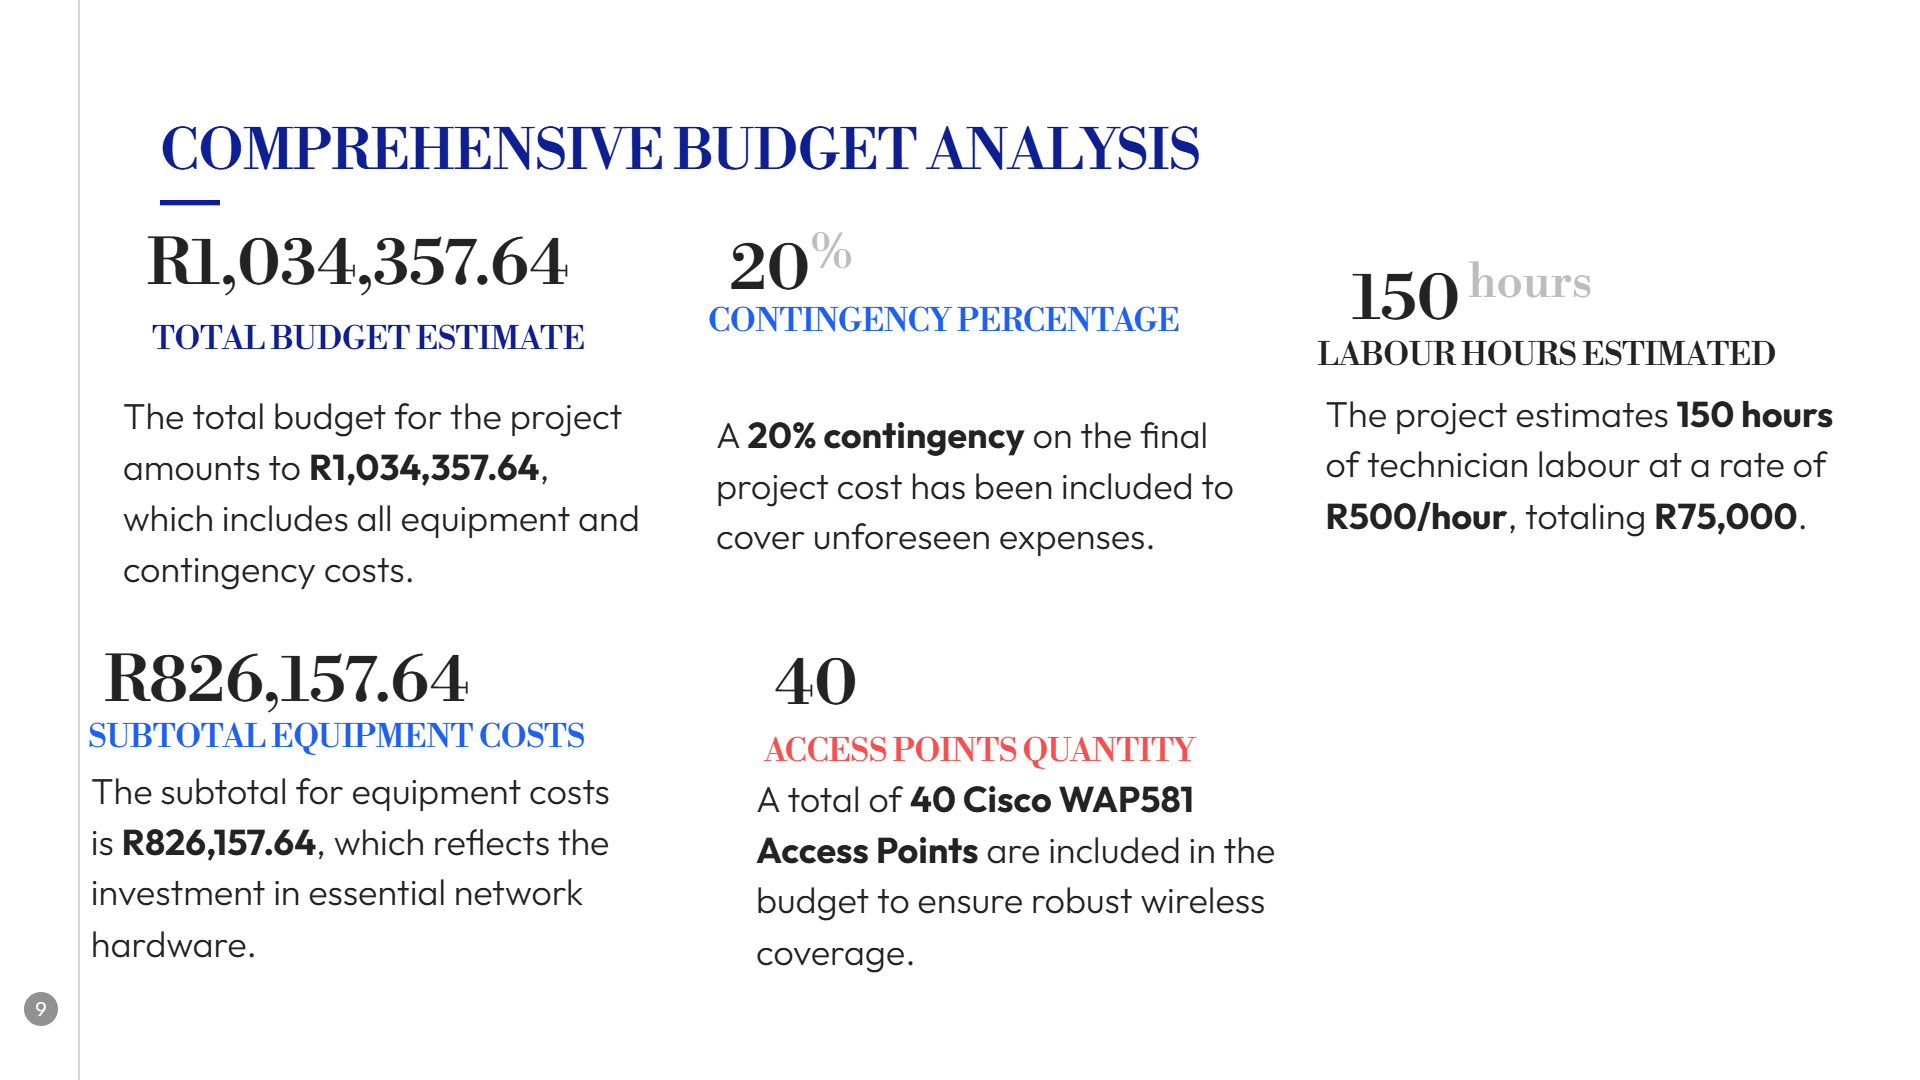 COMPREHENSIVE BUDGET ANALYSIS
R1,034,357.64
TOTAL BUDGET ESTIMATE
The total budget for the project
amounts to R1,034,357.64,
which includes all equipment and
contingency costs.
20%
CONTINGENCY PERCENTAGE
A 20% contingency on the final
project cost has been included to
cover unforeseen expenses.
150 hours
LABOUR HOURS ESTIMATED
The project estimates 150 hours
of technician labour at a rate of
R500/hour, totaling R75,000.
R826,157.64
SUBTOTAL EQUIPMENT COSTS
The subtotal for equipment costs
is R826,157.64, which reflects the
investment in essential network
hardware.
40
ACCESS POINTS QUANTITY
A total of 40 Cisco WAP581
Access Points are included in the
budget to ensure robust wireless
coverage.
9